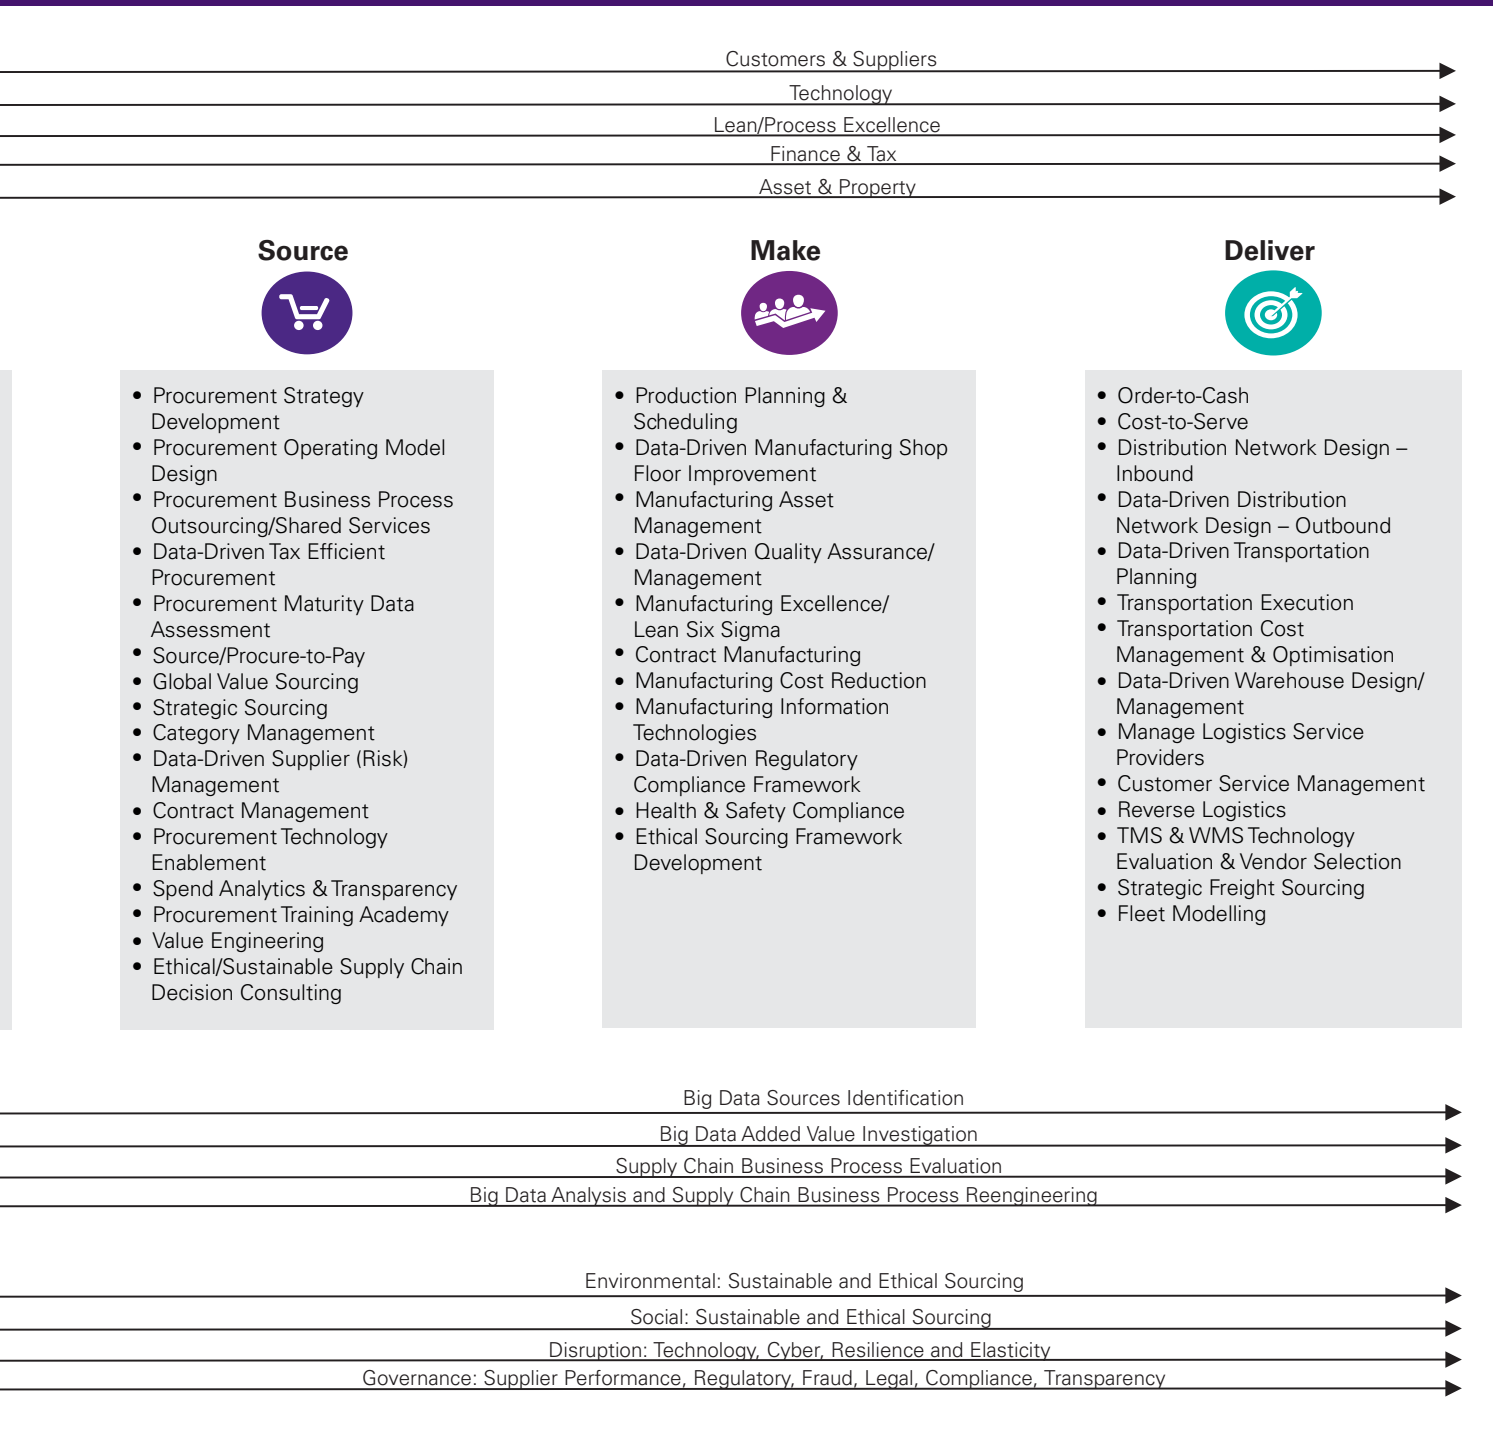 Customers & Suppliers
Technology
Lean/Process Excellence
Finance & Tax
Asset & Property
Source
• Procurement Strategy
Development
• Procurement Operating Model
Design
• Procurement Business Process
Outsourcing/Shared Services
• Data-Driven Tax Efficient
Procurement
• Procurement Maturity Data
Assessment
• Source/Procure-to-Pay
• Global Value Sourcing
• Strategic Sourcing
• Category Management
• Data-Driven Supplier (Risk)
Management
• Contract Management
• Procurement Technology
Enablement
• Spend Analytics & Transparency
• Procurement Training Academy
• Value Engineering
• Ethical/Sustainable Supply Chain
Decision Consulting
Make
• Production Planning &
Scheduling
• Data-Driven Manufacturing Shop
Floor Improvement
• Manufacturing Asset
Management
• Data-Driven Quality Assurance/
Management
• Manufacturing Excellence/
Lean Six Sigma
• Contract Manufacturing
• Manufacturing Cost Reduction
• Manufacturing Information
Technologies
• Data-Driven Regulatory
Compliance Framework
• Health & Safety Compliance
• Ethical Sourcing Framework
Development
Deliver
• Order-to-Cash
• Cost-to-Serve
• Distribution Network Design –
Inbound
• Data-Driven Distribution
Network Design – Outbound
• Data-Driven Transportation
Planning
• Transportation Execution
• Transportation Cost
Management & Optimisation
• Data-Driven Warehouse Design/
Management
• Manage Logistics Service
Providers
• Customer Service Management
• Reverse Logistics
• TMS & WMS Technology
Evaluation & Vendor Selection
• Strategic Freight Sourcing
• Fleet Modelling
Big Data Sources Identification
Big Data Added Value Investigation
Supply Chain Business Process Evaluation
Big Data Analysis and Supply Chain Business Process Reengineering
Environmental: Sustainable and Ethical Sourcing
Social: Sustainable and Ethical Sourcing
Disruption: Technology, Cyber, Resilience and Elasticity
Governance: Supplier Performance, Regulatory, Fraud, Legal, Compliance, Transparency